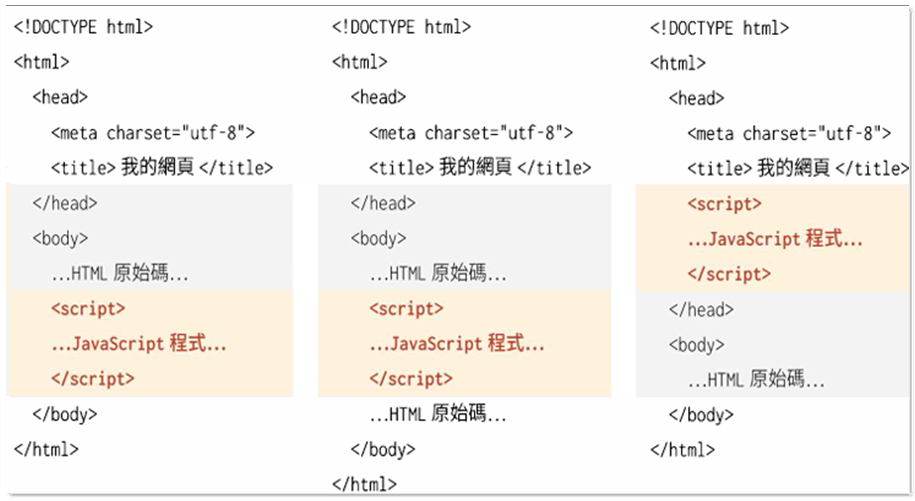 <!DOCTYPE html>
<html>
<head>
<meta charset="utf-8">
<title> 我的網頁 </title>
</head>
<body>
...HTML 原始碼...
<script>
...JavaScript 程式...
</script>
</body>
</html>
<!DOCTYPE html>
<html>
<head>
<meta charset="utf-8">
<title> 我的網頁 </title>
</head>
<body>
...HTML 原始碼...
<script>
...JavaScript 程式...
</script>
...HTML 原始碼...
</body>
</html>
<!DOCTYPE html>
<html>
<head>
<meta charset="utf-8">
<title> 我的網頁 </title>
<script>
...JavaScript 程式...
</script>
</head>
<body>
...HTML 原始碼...
</body>
</html>